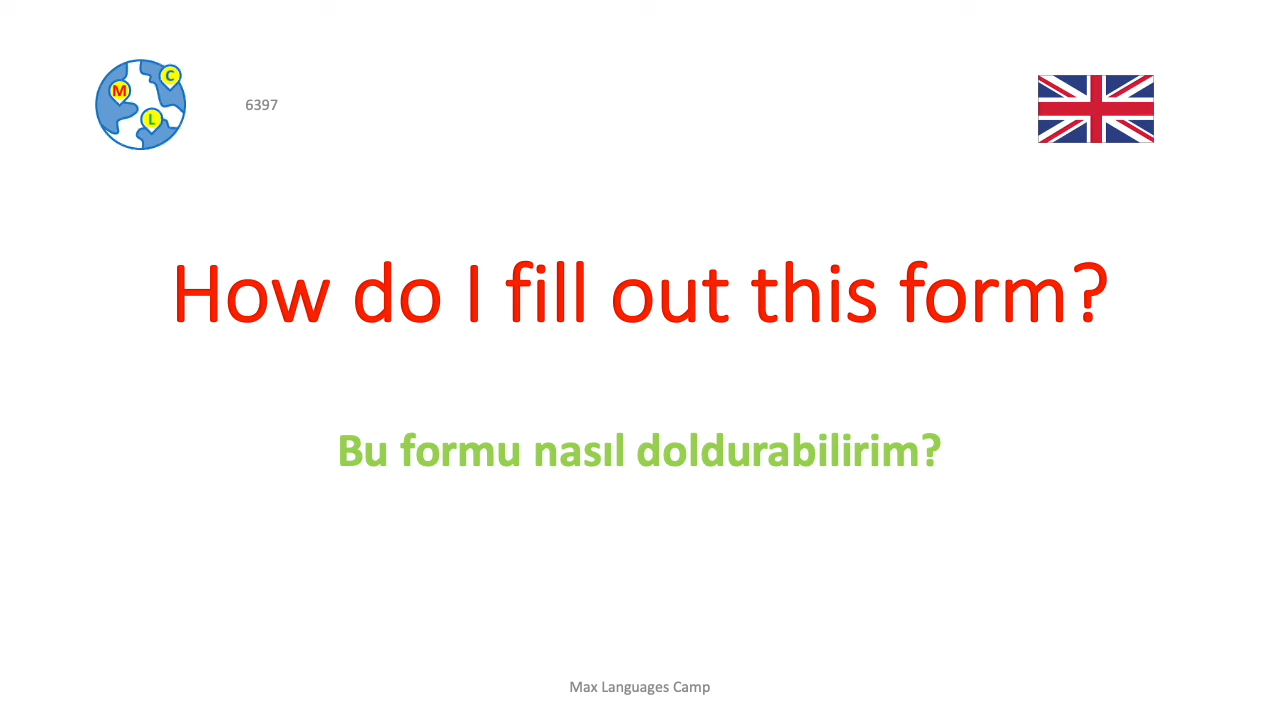 M
C
L
6397
How do I fill out this form?
Bu formu nasıl doldurabilirim?
Max Languages Camp